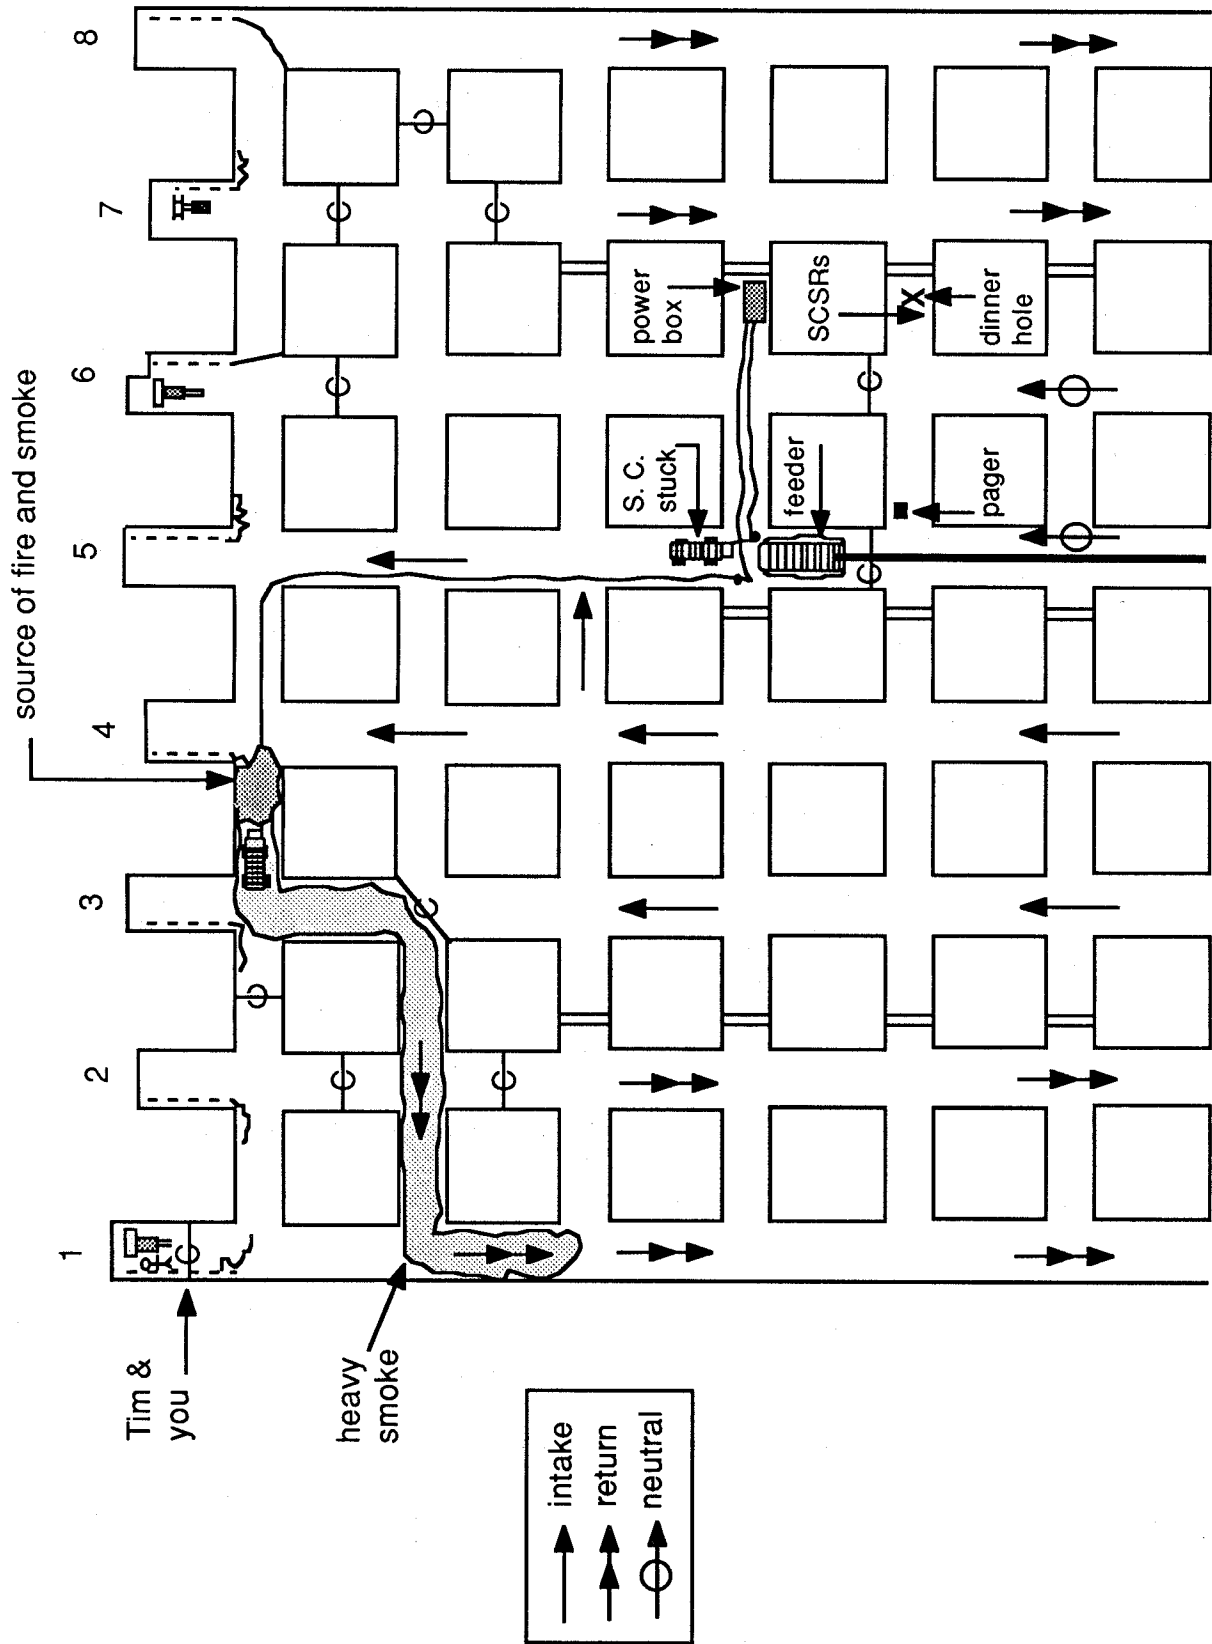 source of fire and smoke
1
2
3
4
5
6
7
8
Tim &
you
heavy
smoke
S. C.
stuck
feeder
pager
power
box
SCSRs
X
dinner
hole
intake
return
neutral